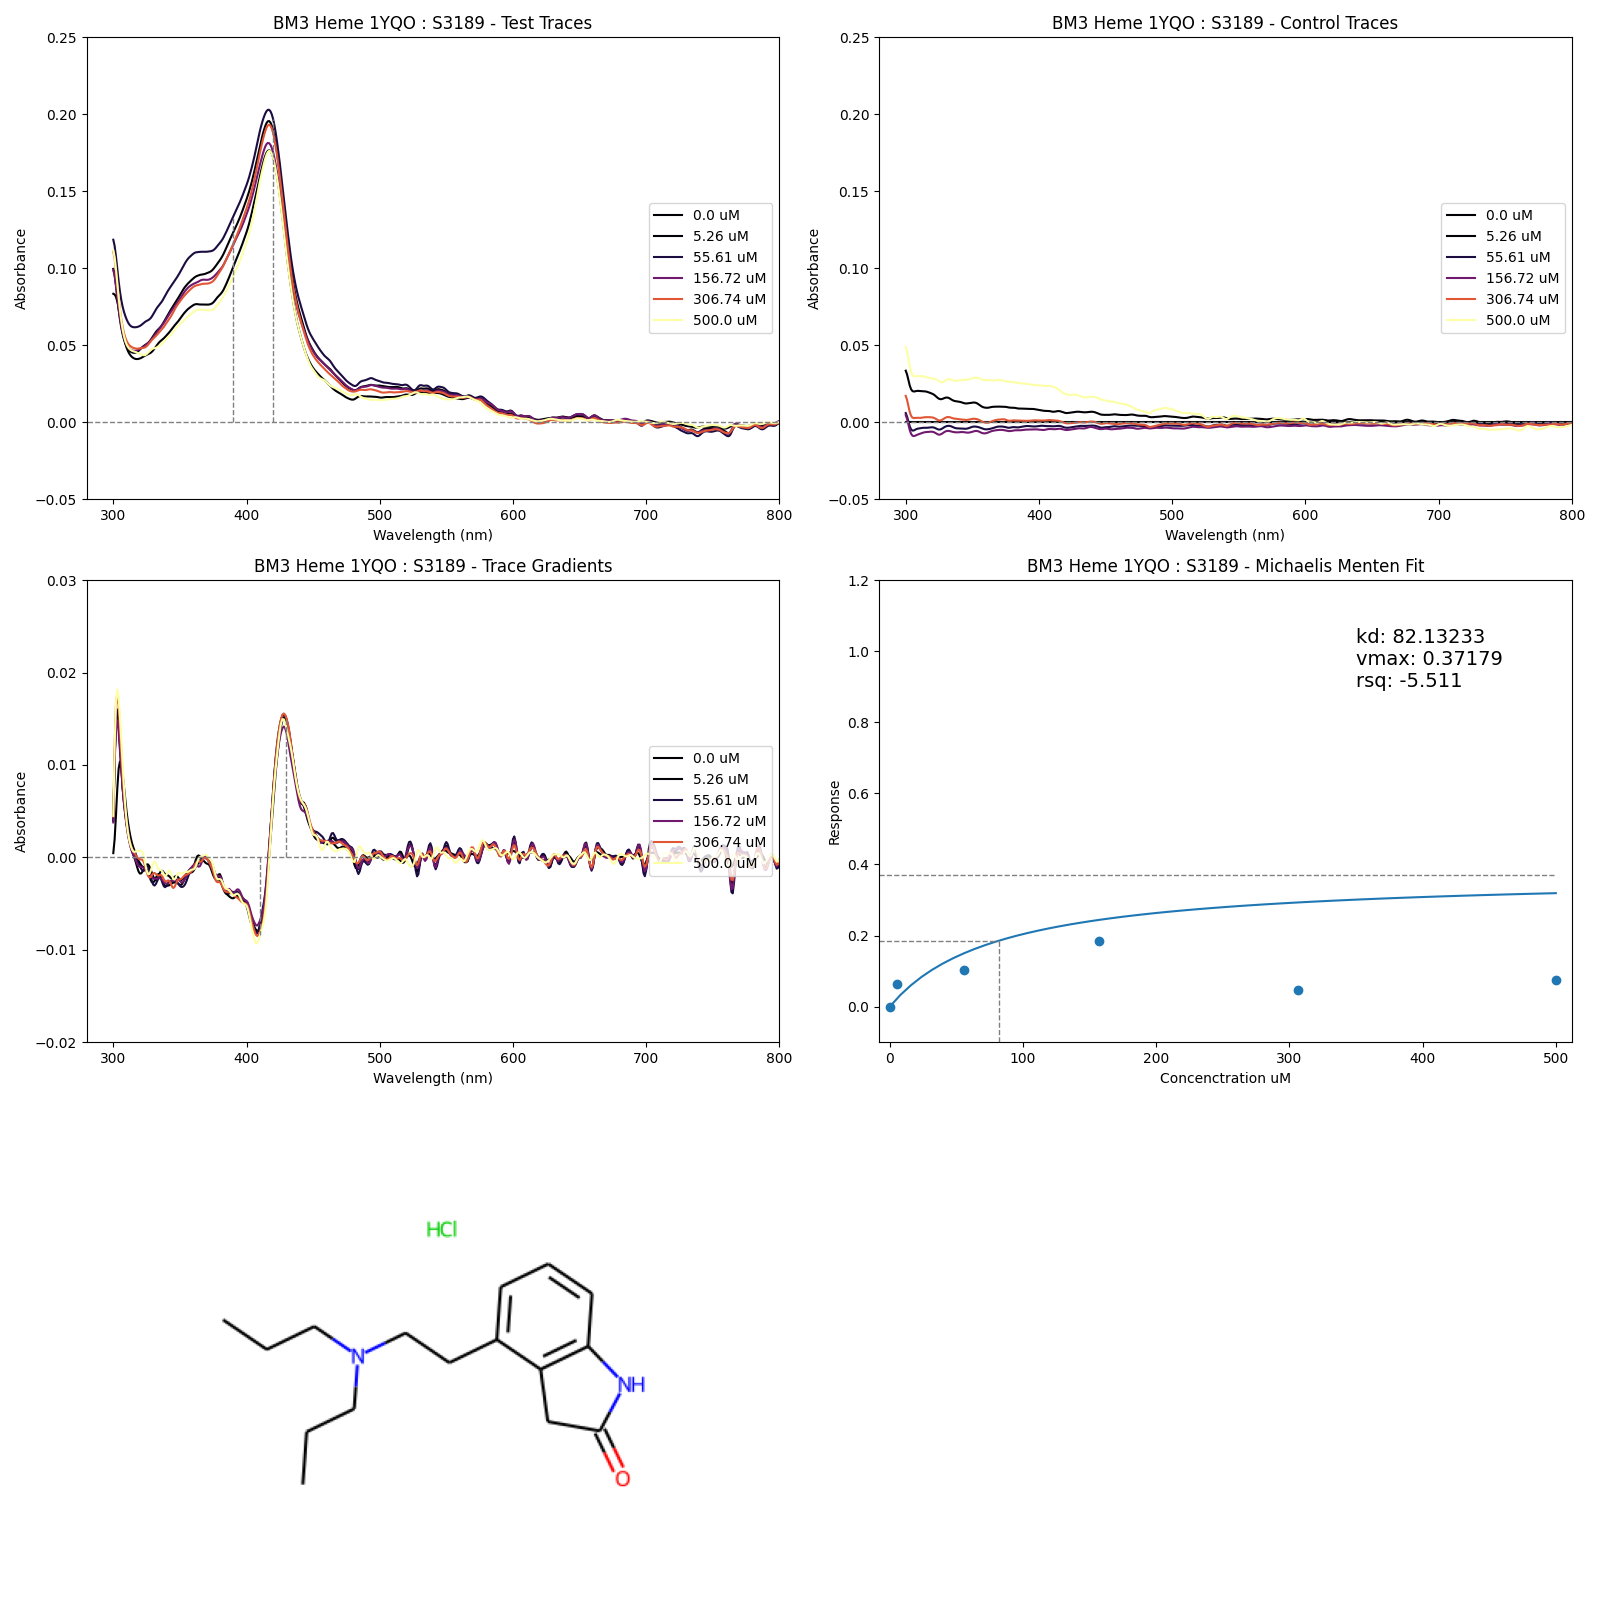 BM3 Heme 1YQO : S3189 - Test Traces
0.25
0.20
0.15
0.10
0.05
0.00
−0.05
Absorbance
300
400
500
600
700
800
Wavelength (nm)
0.0 uM
5.26 uM
55.61 uM
156.72 uM
306.74 uM
500.0 uM
BM3 Heme 1YQO : S3189 - Control Traces
0.25
0.20
0.15
0.10
0.05
0.00
−0.05
Absorbance
300
400
500
600
700
800
Wavelength (nm)
0.0 uM
5.26 uM
55.61 uM
156.72 uM
306.74 uM
500.0 uM
BM3 Heme 1YQO : S3189 - Trace Gradients
0.03
0.02
0.01
0.00
−0.01
−0.02
Absorbance
300
400
500
600
700
800
Wavelength (nm)
0.0 uM
5.26 uM
55.61 uM
156.72 uM
306.74 uM
500.0 uM
BM3 Heme 1YQO : S3189 - Michaelis Menten Fit
1.2
1.0
0.8
0.6
0.4
0.2
0.0
Response
0
100
200
300
400
500
Concenctration uM
kd: 82.13233
vmax: 0.37179
rsq: -5.511
HCl
N
NH
O